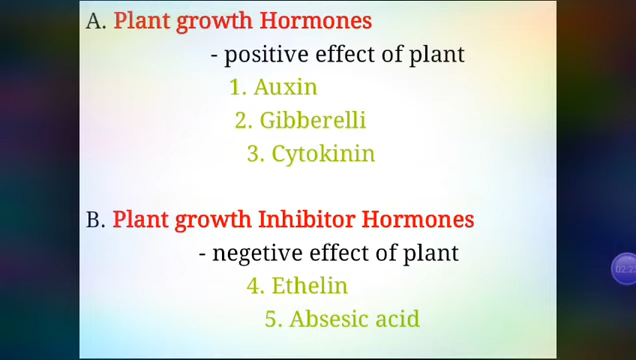 A. Plant growth Hormones
- positive effect of plant
1. Auxin
2. Gibberelli
3. Cytokinin
B. Plant growth Inhibitor Hormones
- negetive effect of plant
4. Ethelin
5. Absesic acid